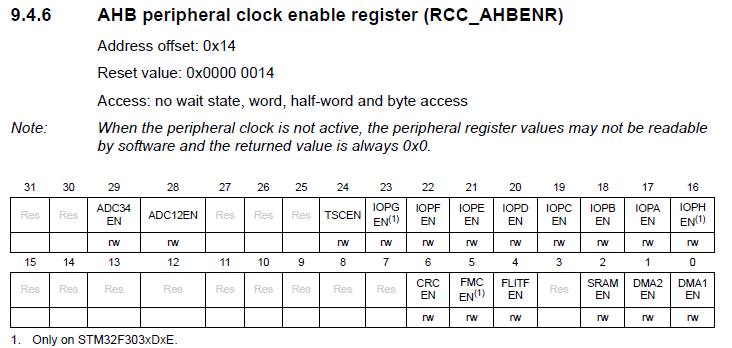 9.4.6 AHB peripheral clock enable register (RCC_AHBENR)
Address offset: 0x14
Reset value: 0x0000 0014
Access: no wait state, word, half-word and byte access
Note: When the peripheral clock is not active, the peripheral register values may not be readable
by software and the returned value is always 0x0.
31 30 29 28 27 26 25 24 23 22 21 20 19 18 17 16
Res Res ADC34 EN ADC12EN Res Res Res TSCEN IOPG EN(1) IOPF EN IOPE EN IOPD EN IOPC EN IOPB EN IOPA EN IOPH EN(1)
rw rw rw rw rw rw rw rw rw rw rw
15 14 13 12 11 10 9 8 7 6 5 4 3 2 1 0
Res Res Res Res Res Res Res Res Res CRC EN FMC EN(1) FLITF EN Res SRAM EN DMA2 EN DMA1 EN
rw rw rw rw rw rw
1. Only on STM32F303xDxE.